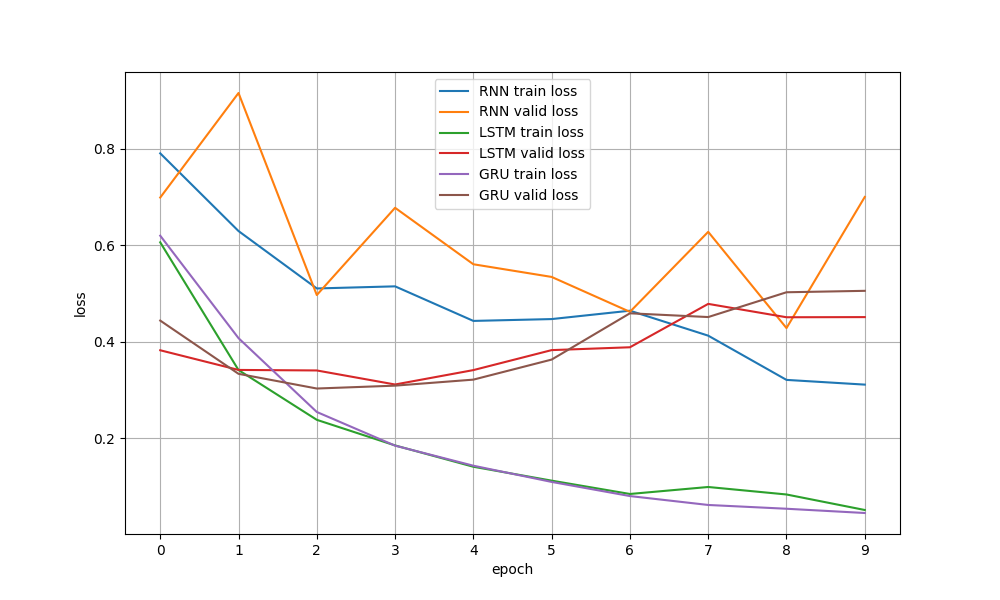 RNN train loss
RNN valid loss
LSTM train loss
LSTM valid loss
GRU train loss
GRU valid loss
0.8
0.6
0.4
0.2
loss
0 1 2 3 4 5 6 7 8 9
epoch